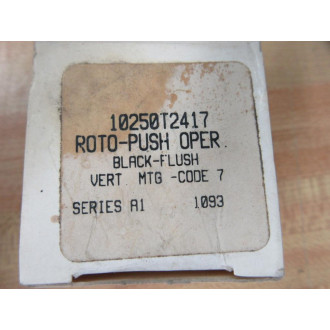 10250T2417
ROTO-PUSH OPER.
BLACK-FLUSH
VERT. MTG -CODE 7
SERIES A1 1093